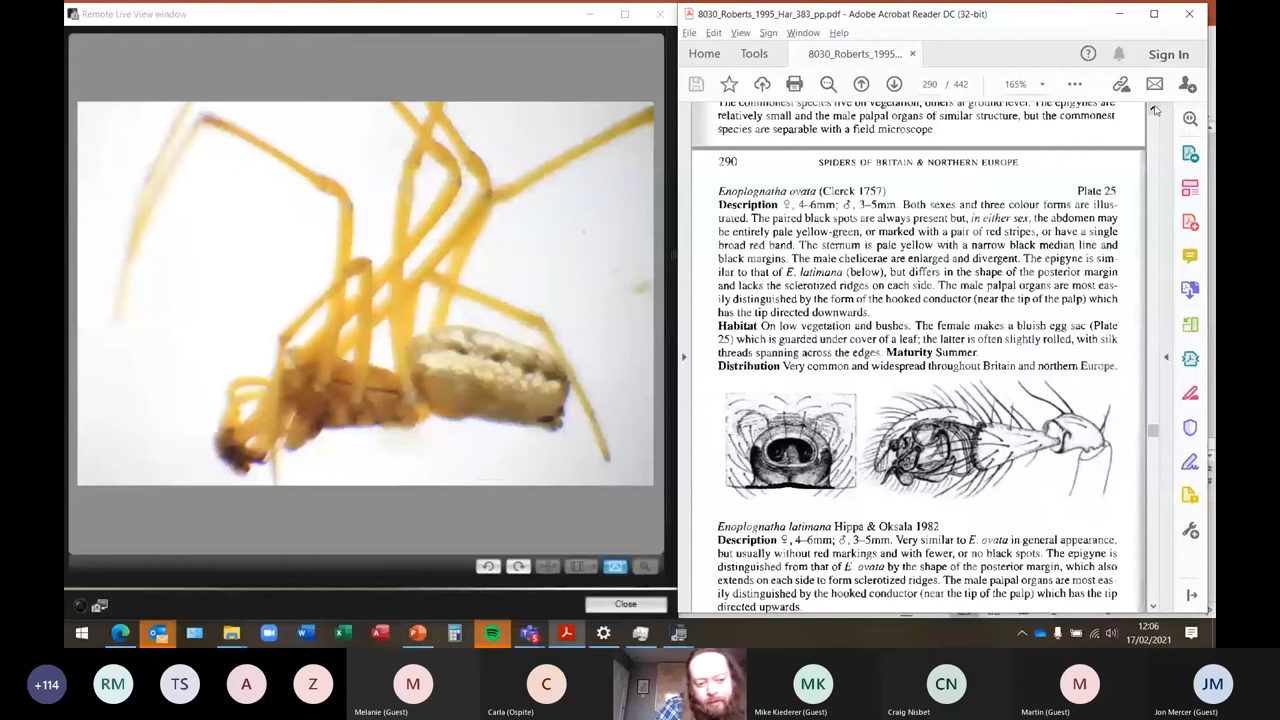 Remote Live View window
8030_Roberts_1995_Har_383_pp.pdf - Adobe Acrobat Reader DC (32-bit)
File Edit View Sign Window Help
Home Tools 8030_Roberts_1995... × Sign In
290 / 442 165%
The commonest species live on vegetation, others at ground level. The epigynes are
relatively small and the male palpal organs of similar structure, but the commonest
species are separable with a field microscope.
290 SPIDERS OF BRITAIN & NORTHERN EUROPE
Enoplognatha ovata (Clerck 1757) Plate 25
Description ♀, 4–6mm; ♂, 3–5mm. Both sexes and three colour forms are illus-
trated. The paired black spots are always present but, in either sex, the abdomen may
be entirely pale yellow-green, or marked with a pair of red stripes, or have a single
broad red band. The sternum is pale yellow with a narrow black median line and
black margins. The male chelicerae are enlarged and divergent. The epigyne is sim-
ilar to that of E. latimana (below), but differs in the shape of the posterior margin
and lacks the sclerotized ridges on each side. The male palpal organs are most eas-
ily distinguished by the form of the hooked conductor (near the tip of the palp) which
has the tip directed downwards.
Habitat On low vegetation and bushes. The female makes a bluish egg sac (Plate
25) which is guarded under cover of a leaf; the latter is often slightly rolled, with silk
threads spanning across the edges. Maturity Summer.
Distribution Very common and widespread throughout Britain and northern Europe.
Enoplognatha latimana Hippa & Oksala 1982
Description ♀, 4–6mm; ♂, 3–5mm. Very similar to E. ovata in general appearance,
but usually without red markings and with fewer, or no black spots. The epigyne is
distinguished from that of E. ovata by the shape of the posterior margin, which also
extends on each side to form sclerotized ridges. The male palpal organs are most eas-
ily distinguished by the hooked conductor (near the tip of the palp) which has the tip
directed upwards.
Close
12:06
17/02/2021
+114 RM TS A Z M C MK CN M JM
Melanie (Guest) Carla (Ospite) Mike Kiederer (Guest) Craig Nisbet Martin (Guest) Jon Mercer (Guest)